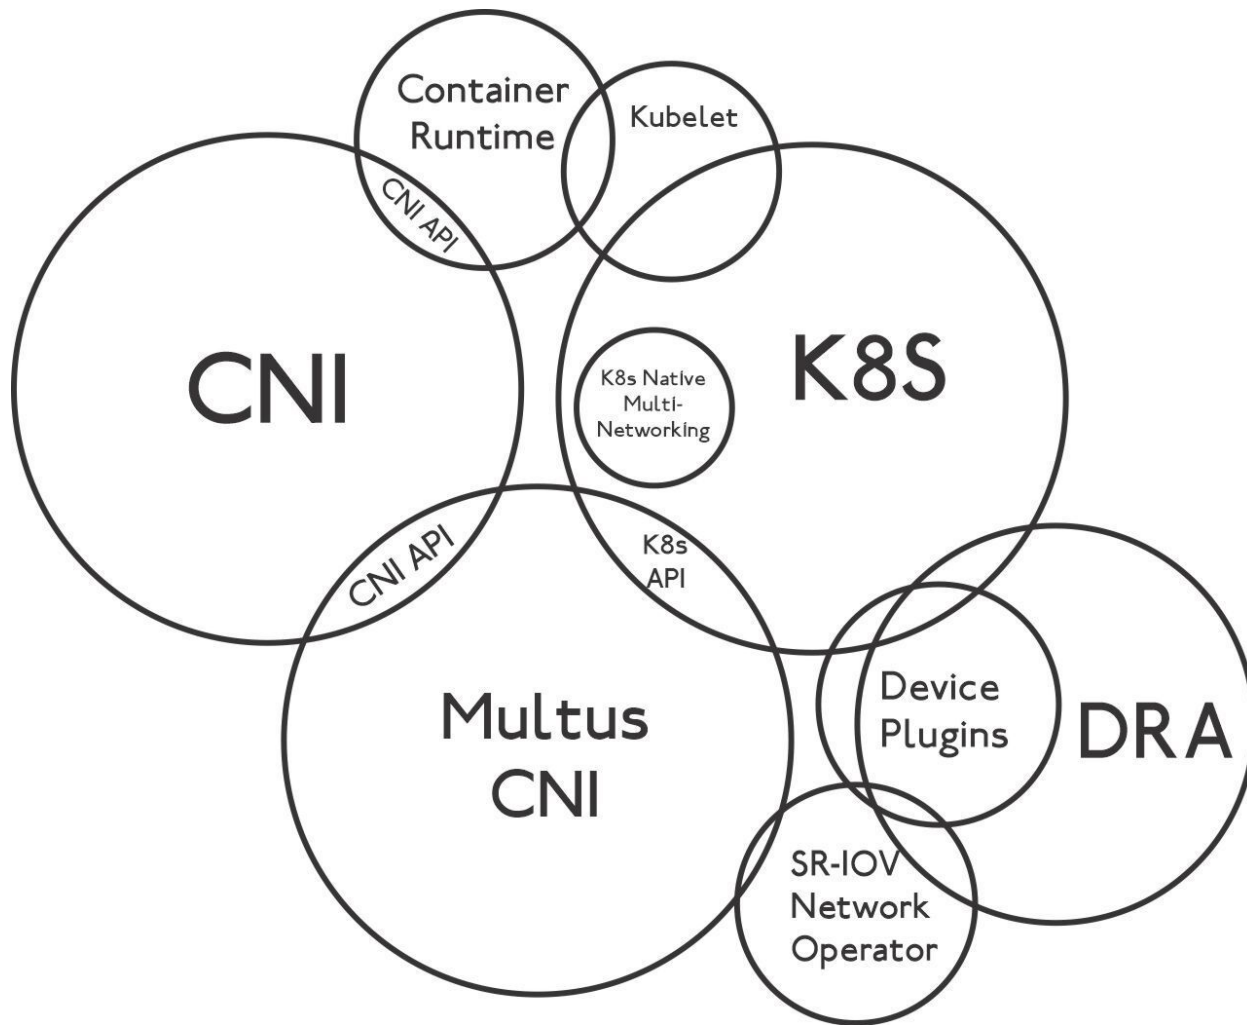 Container
Runtime
Kubelet
CNI API
CNI
K8S
K8s Native
Multi-
Networking
CNI API
K8s
API
Multus
CNI
Device
Plugins
DRA
SR-IOV
Network
Operator